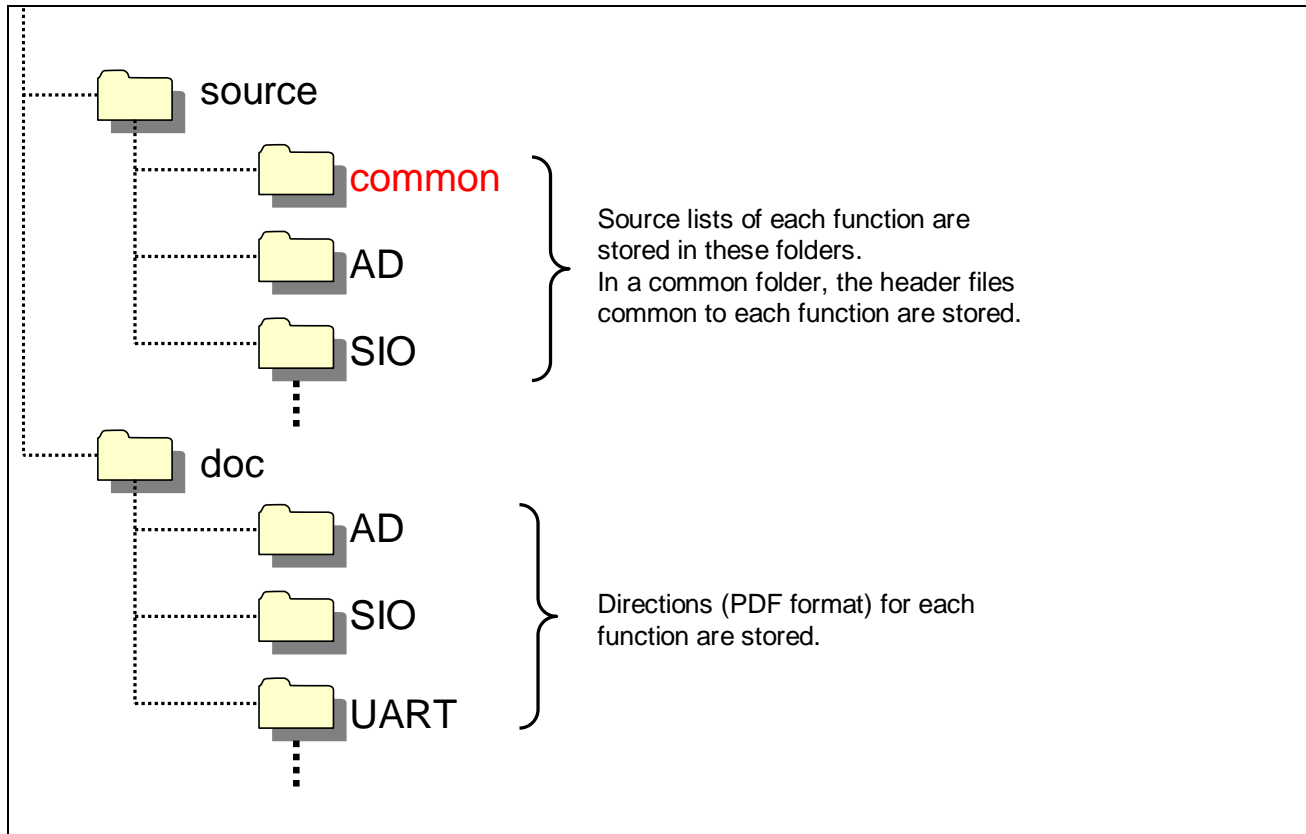 source
common
AD
SIO
Source lists of each function are
stored in these folders.
In a common folder, the header files
common to each function are stored.
doc
AD
SIO
UART
Directions (PDF format) for each
function are stored.